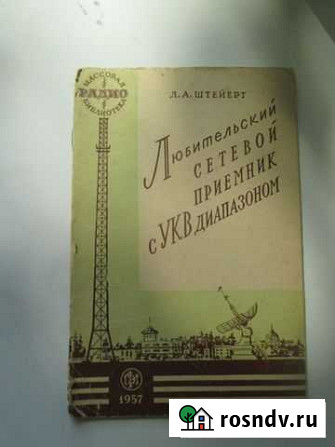 МАССОВАЯ
РАДИО
БИБЛИОТЕКА
Л. А. ШТЕЙЕРТ
Любительский
СЕТЕВОЙ
ПРИЕМНИК
с УКВ ДИАПАЗОНОМ
1957
rosndv.ru